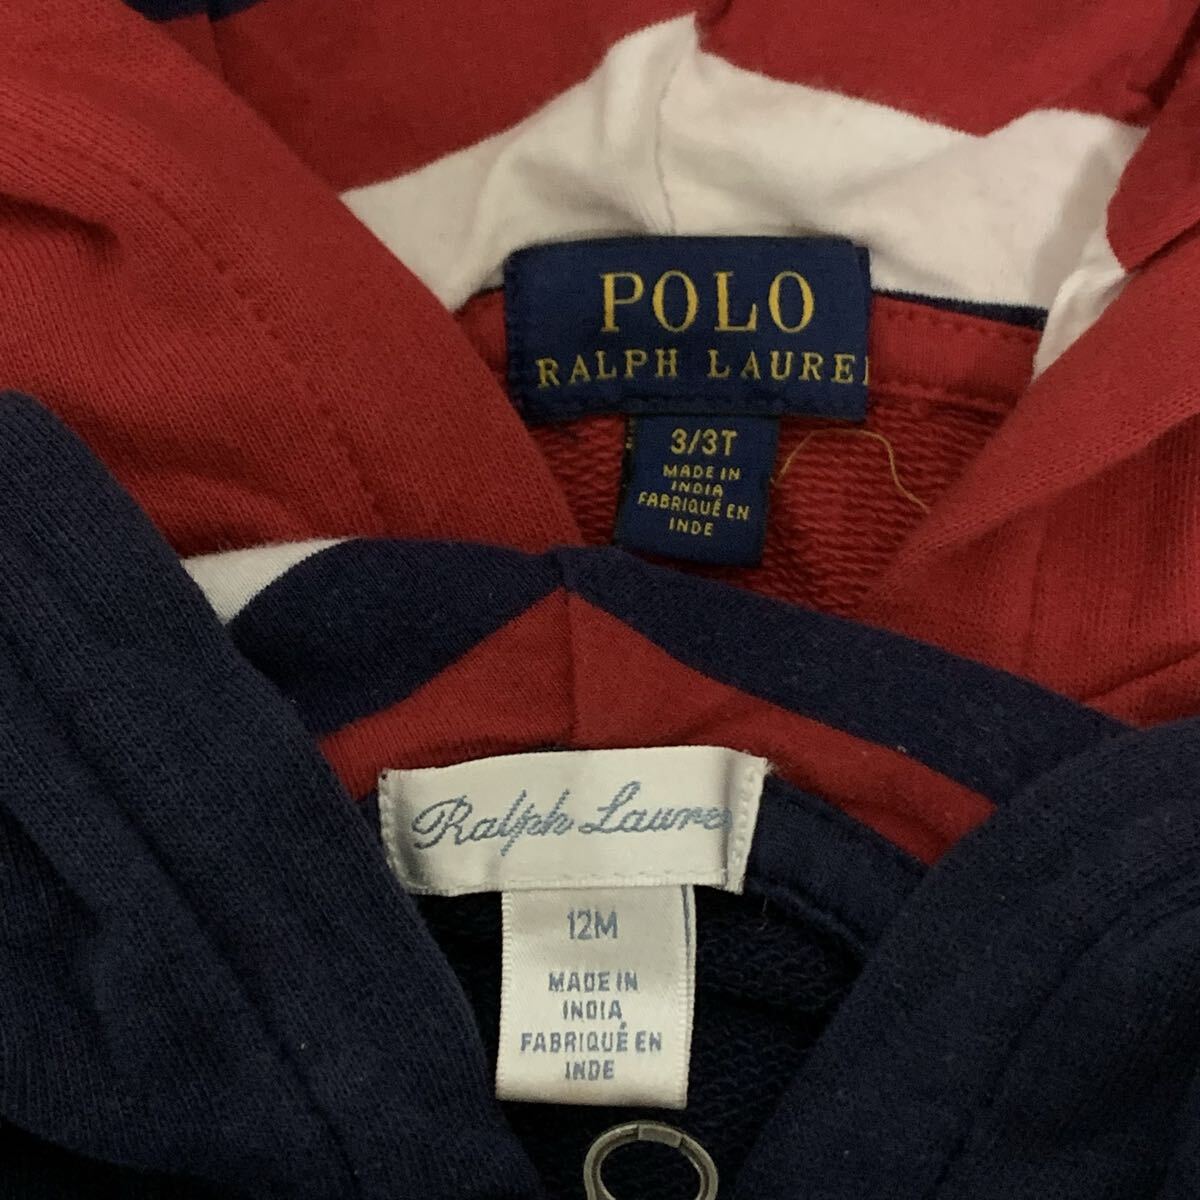 POLO
RALPH LAUREN
3/3T
MADE IN
INDIA
FABRIQUÉ EN
INDE
Ralph Lauren
12M
MADE IN
INDIA
FABRIQUÉ EN
INDE